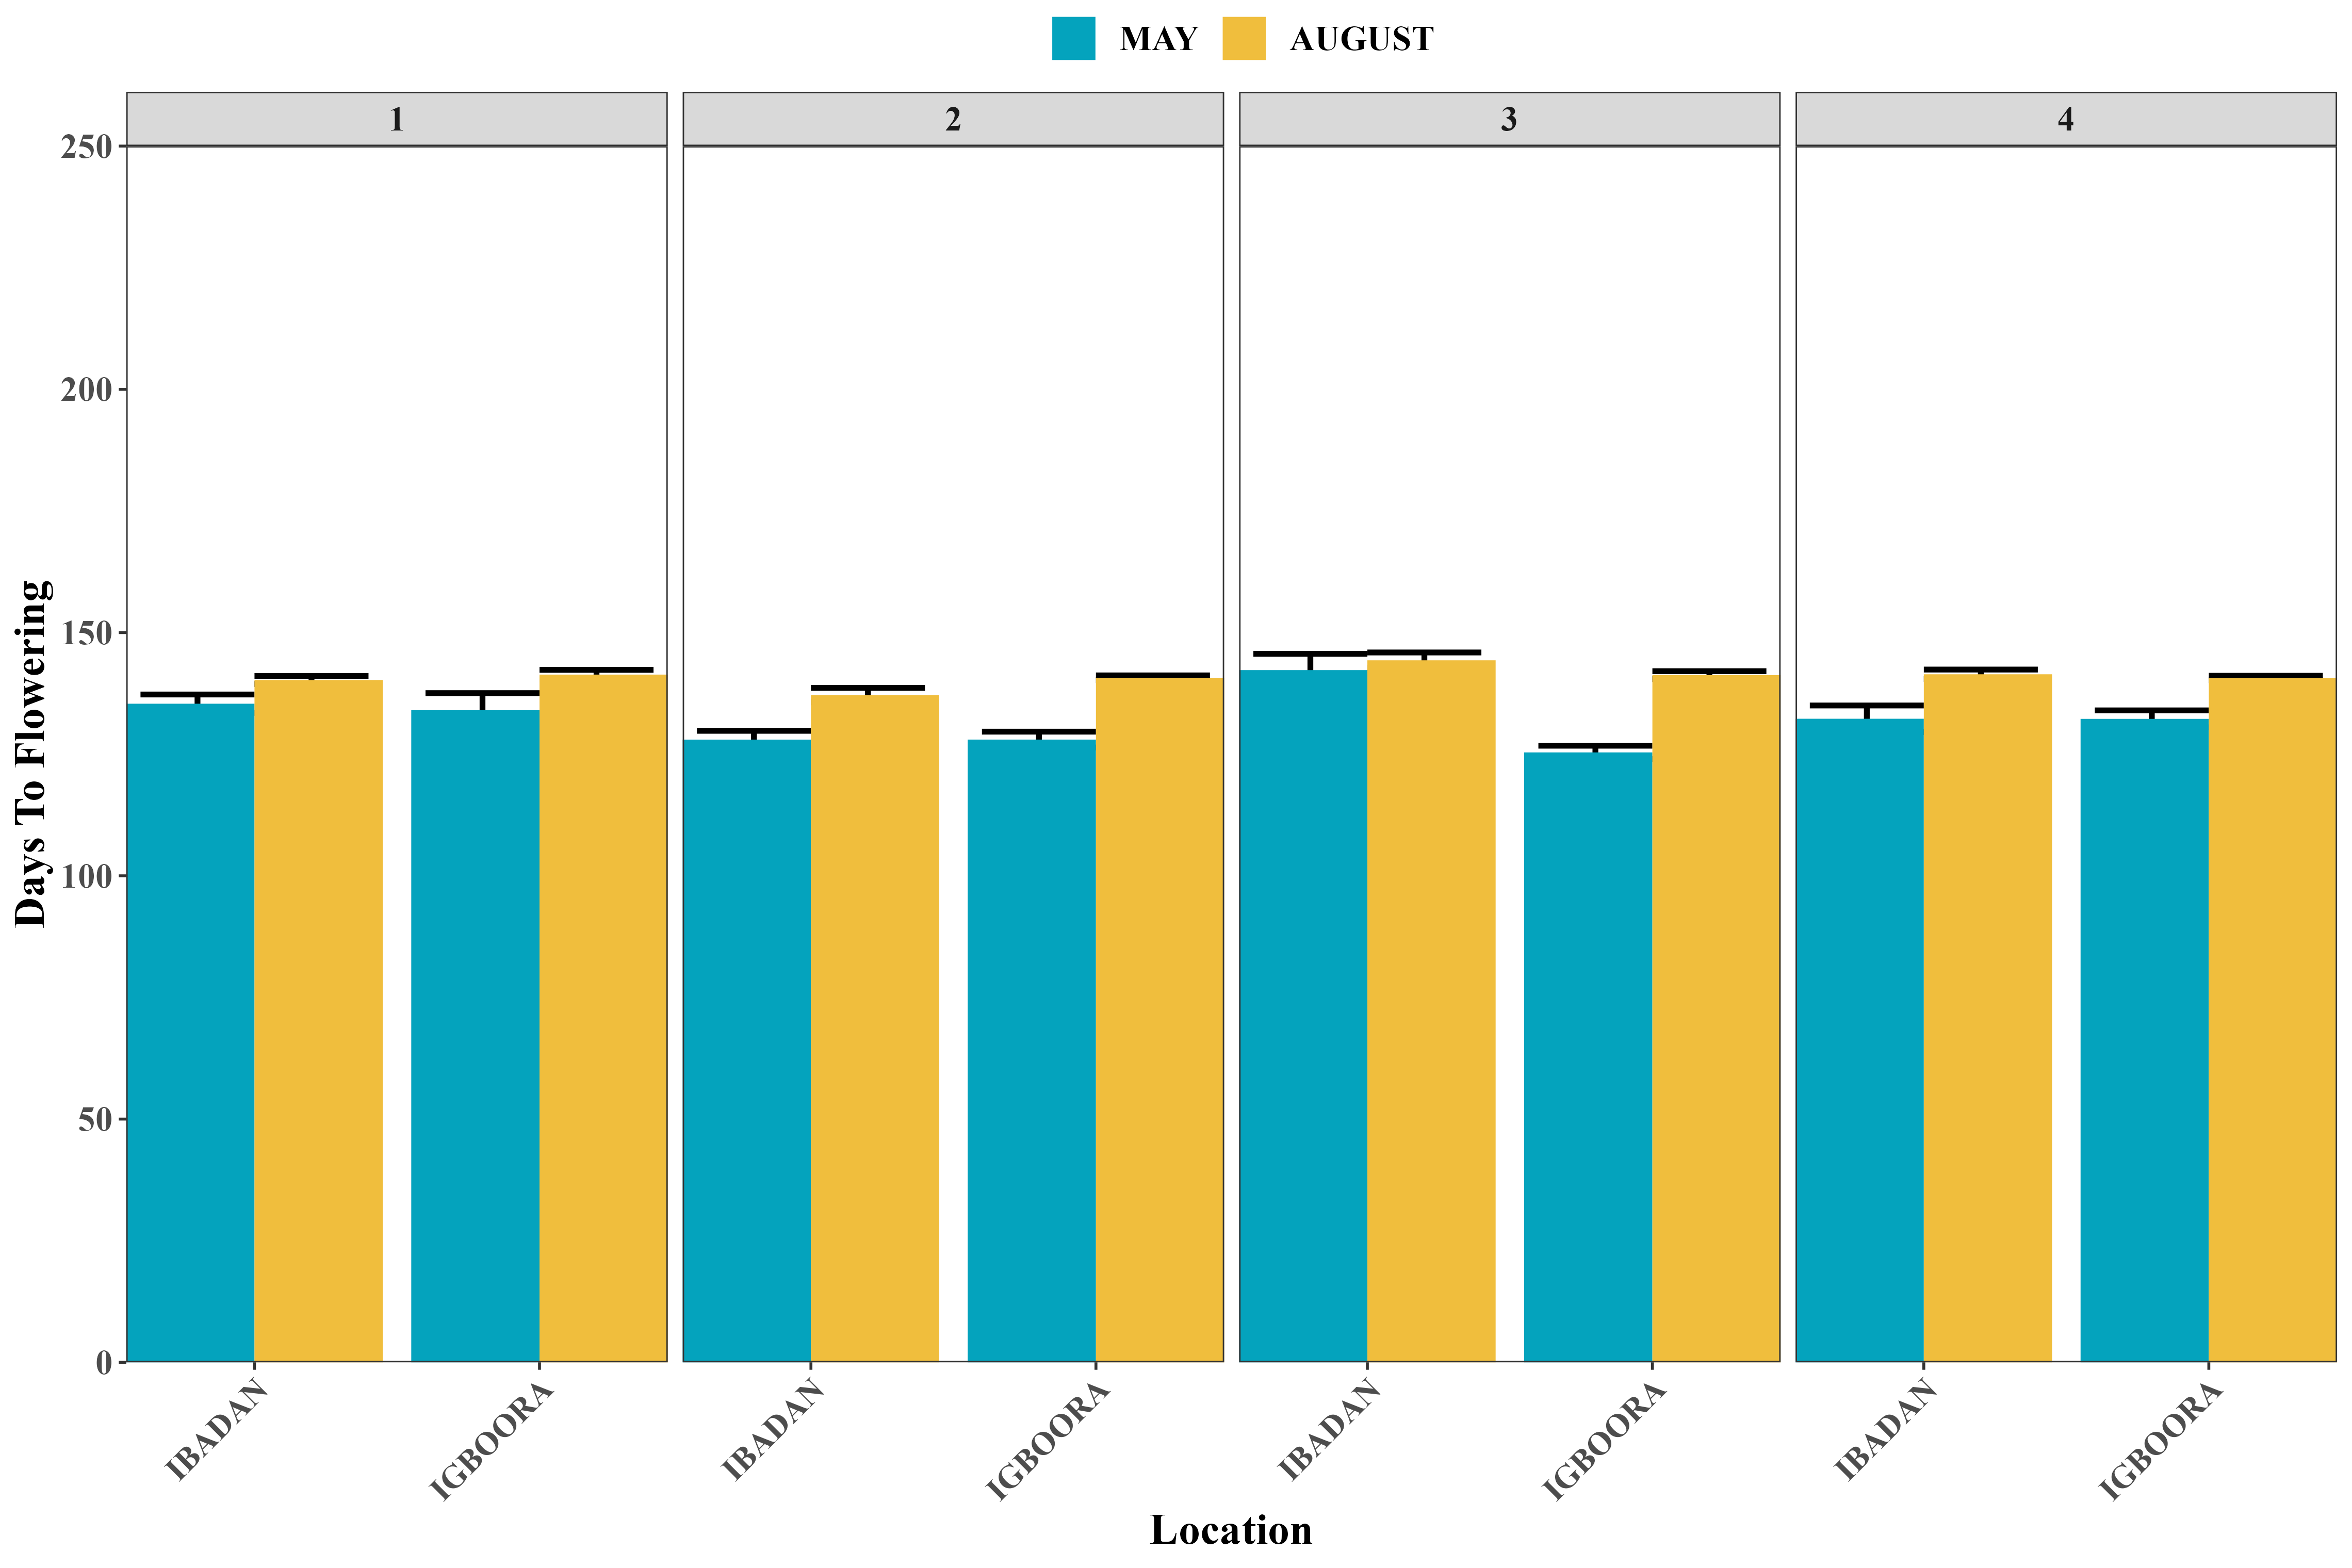 MAY AUGUST
1 2 3 4
250
200
150
100
50
0
Days To Flowering
IBADAN IGBOORA IBADAN IGBOORA IBADAN IGBOORA IBADAN IGBOORA
Location